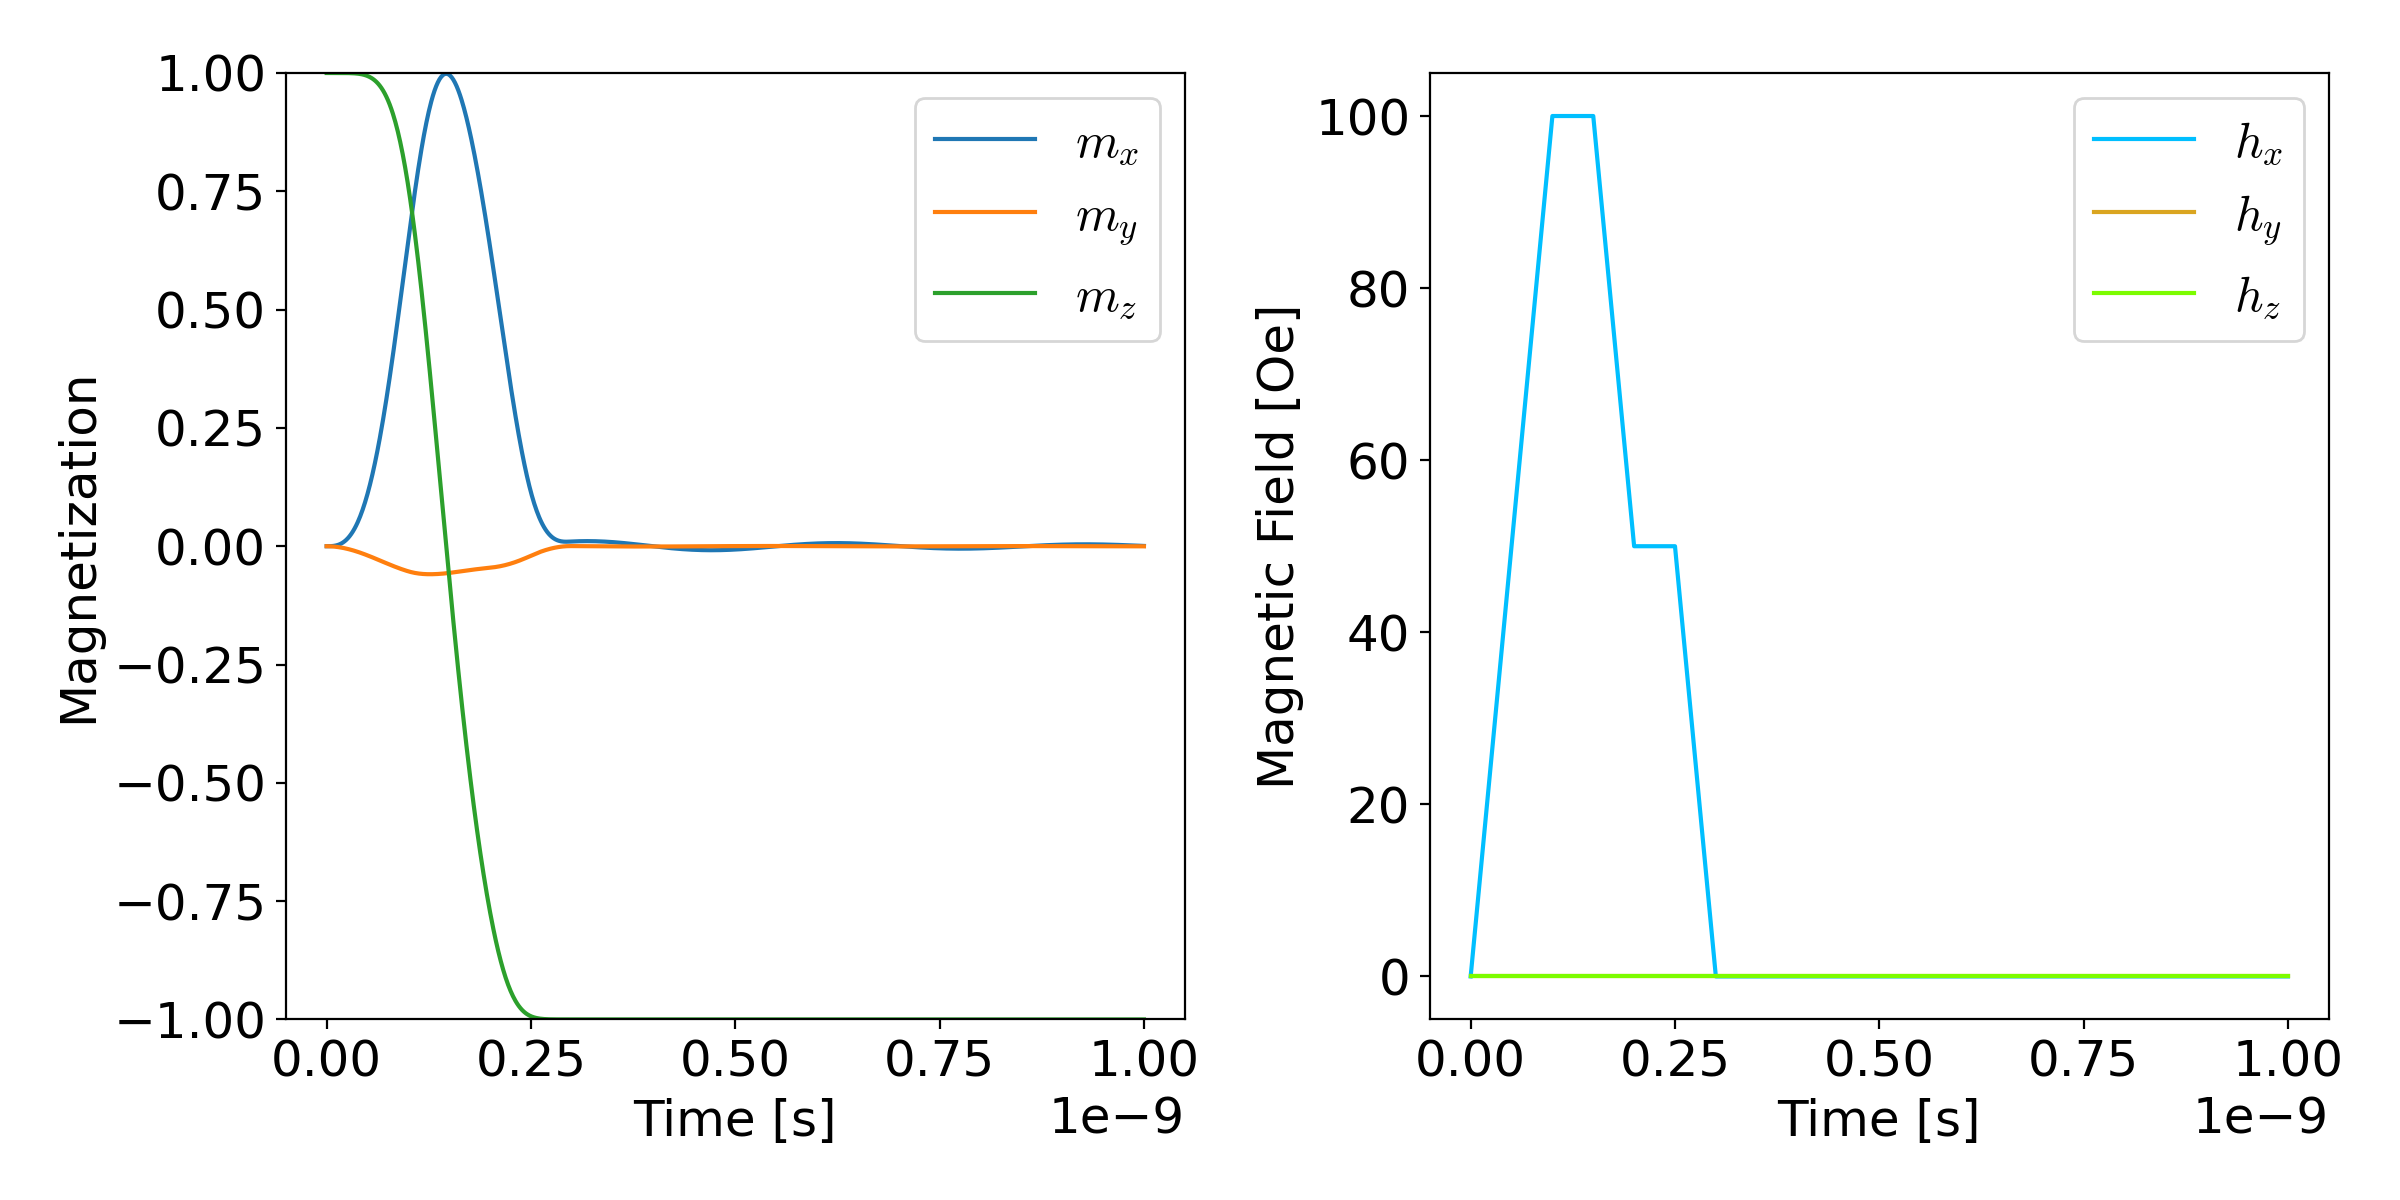 Magnetization
1.00
0.75
0.50
0.25
0.00
−0.25
−0.50
−0.75
−1.00
0.00 0.25 0.50 0.75 1.00
Time [s]
1e−9
m_x
m_y
m_z
Magnetic Field [Oe]
100
80
60
40
20
0
0.00 0.25 0.50 0.75 1.00
Time [s]
1e−9
h_x
h_y
h_z